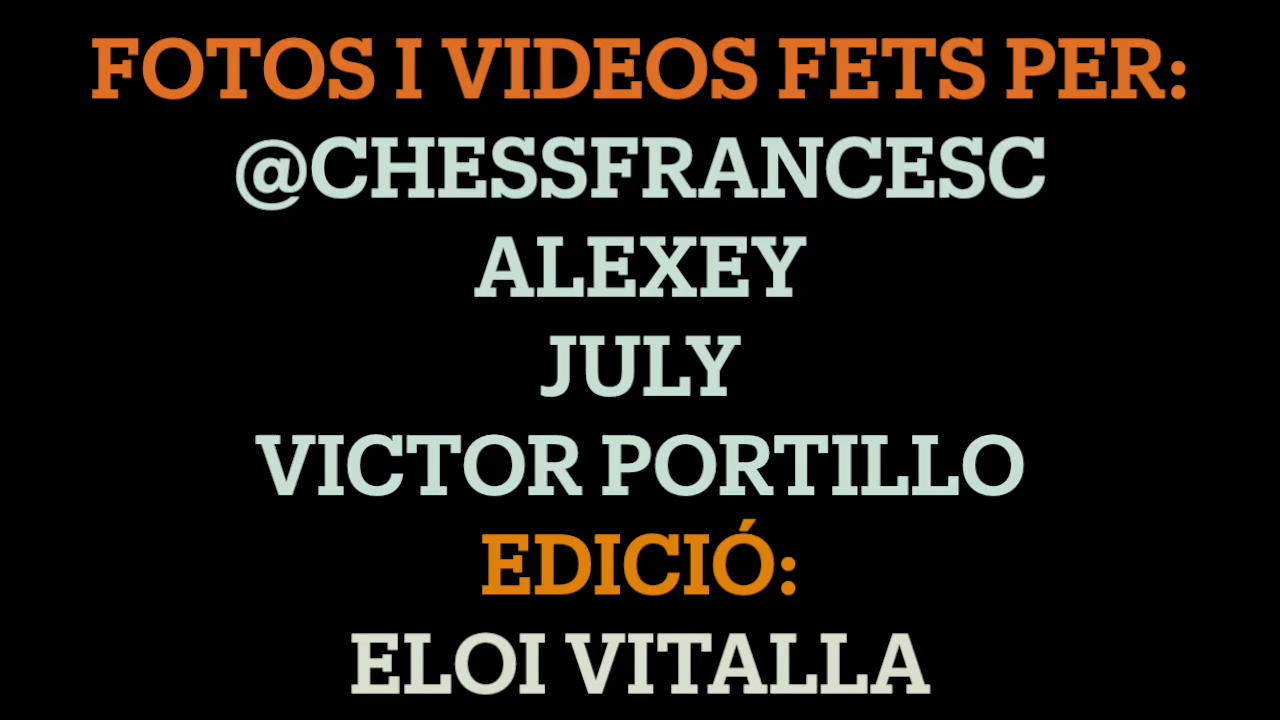 FOTOS I VIDEOS FETS PER:
@CHESSFRANCESC
ALEXEY
JULY
VICTOR PORTILLO
EDICIÓ:
ELOI VITALLA